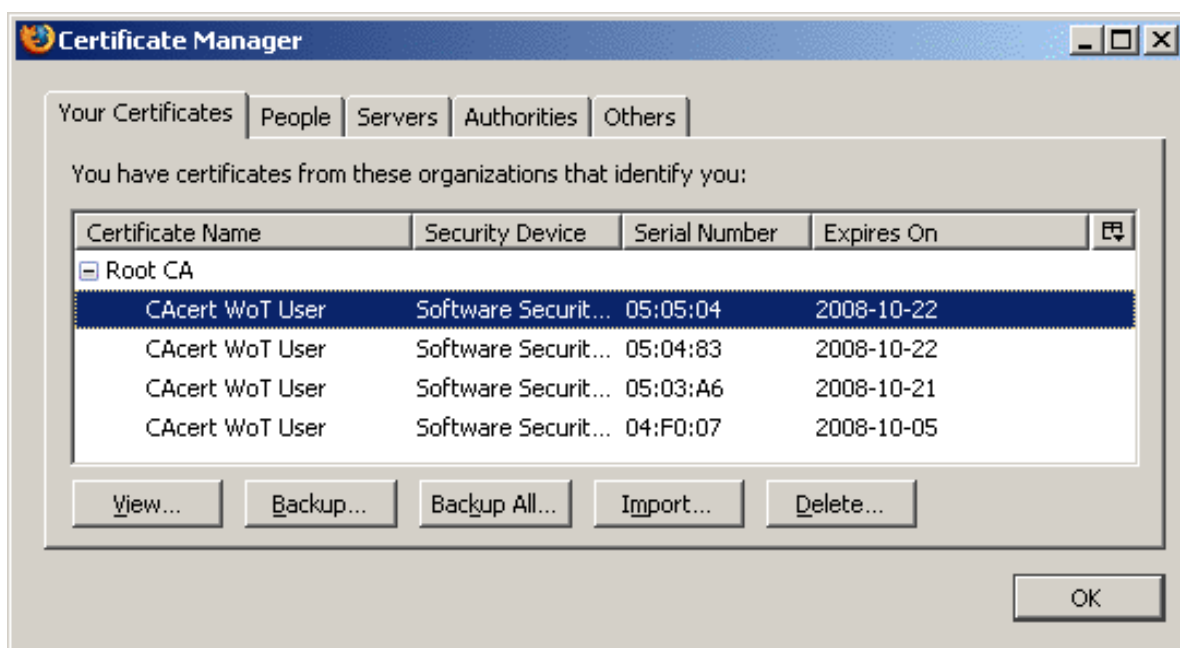 Certificate Manager
Your Certificates People Servers Authorities Others
You have certificates from these organizations that identify you:
Certificate Name Security Device Serial Number Expires On
Root CA
CAcert WoT User Software Securit... 05:05:04 2008-10-22
CAcert WoT User Software Securit... 05:04:83 2008-10-22
CAcert WoT User Software Securit... 05:03:A6 2008-10-21
CAcert WoT User Software Securit... 04:F0:07 2008-10-05
View... Backup... Backup All... Import... Delete...
OK